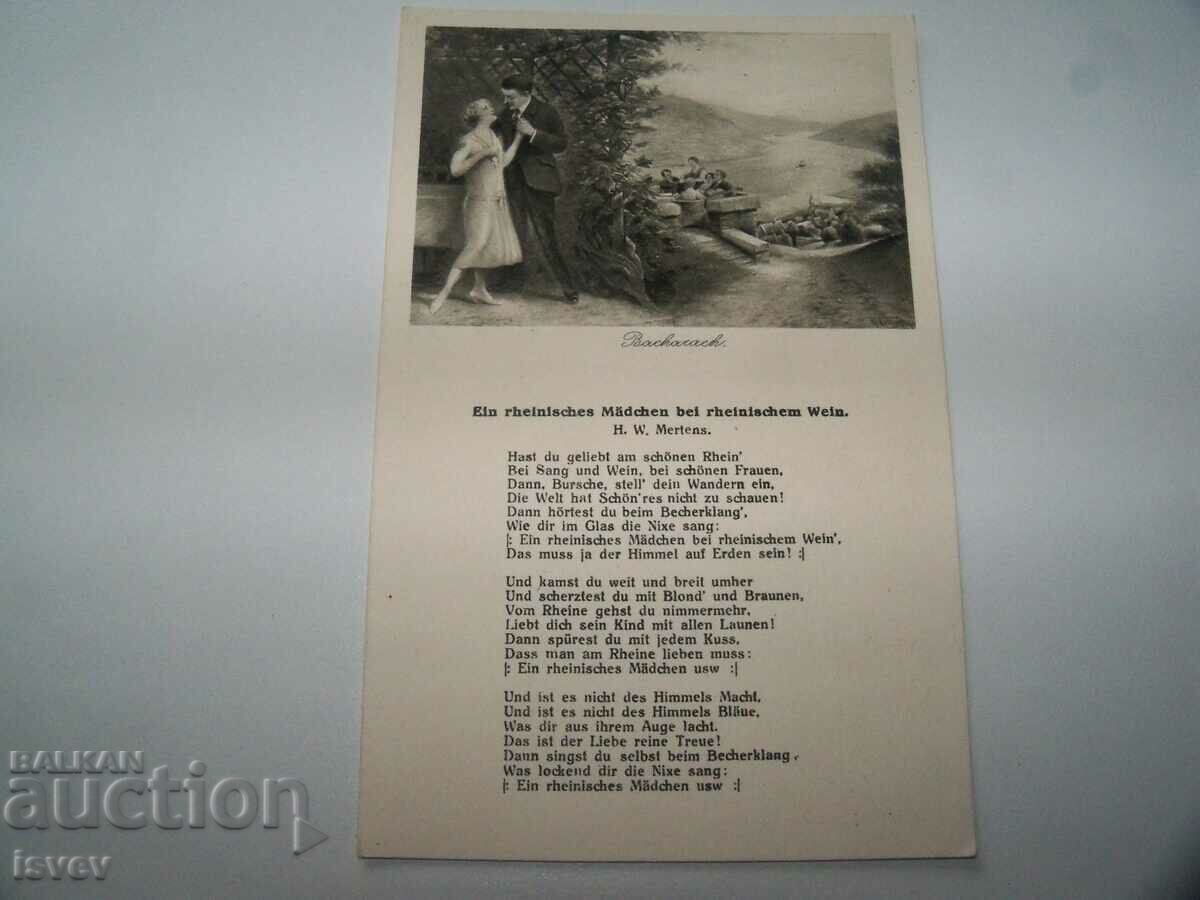 Bacharach.
Ein rheinisches Mädchen bei rheinischem Wein.
H. W. Mertens.
Hast du geliebt am schönen Rhein'
Bei Sang und Wein, bei schönen Frauen,
Dann, Bursche, stell' dein Wandern ein,
Die Welt hat Schön'res nicht zu schauen!
Dann hörtest du beim Becherklang',
Wie dir im Glas die Nixe sang:
|: Ein rheinisches Mädchen bei rheinischem Wein',
Das muss ja der Himmel auf Erden sein! :|
Und kamst du weit und breit umher
Und scherztest du mit Blond' und Braunen,
Vom Rheine gehst du nimmermehr,
Liebt dich sein Kind mit allen Launen!
Dann spürest du mit jedem Kuss,
Dass man am Rheine lieben muss:
|: Ein rheinisches Mädchen usw :|
Und ist es nicht des Himmels Macht,
Und ist es nicht des Himmels Bläue,
Was dir aus ihrem Auge lacht.
Das ist der Liebe reine Treue!
Dann singst du selbst beim Becherklang,
Was lockend dir die Nixe sang:
|: Ein rheinisches Mädchen usw :|
BALKAN
auction
isvev